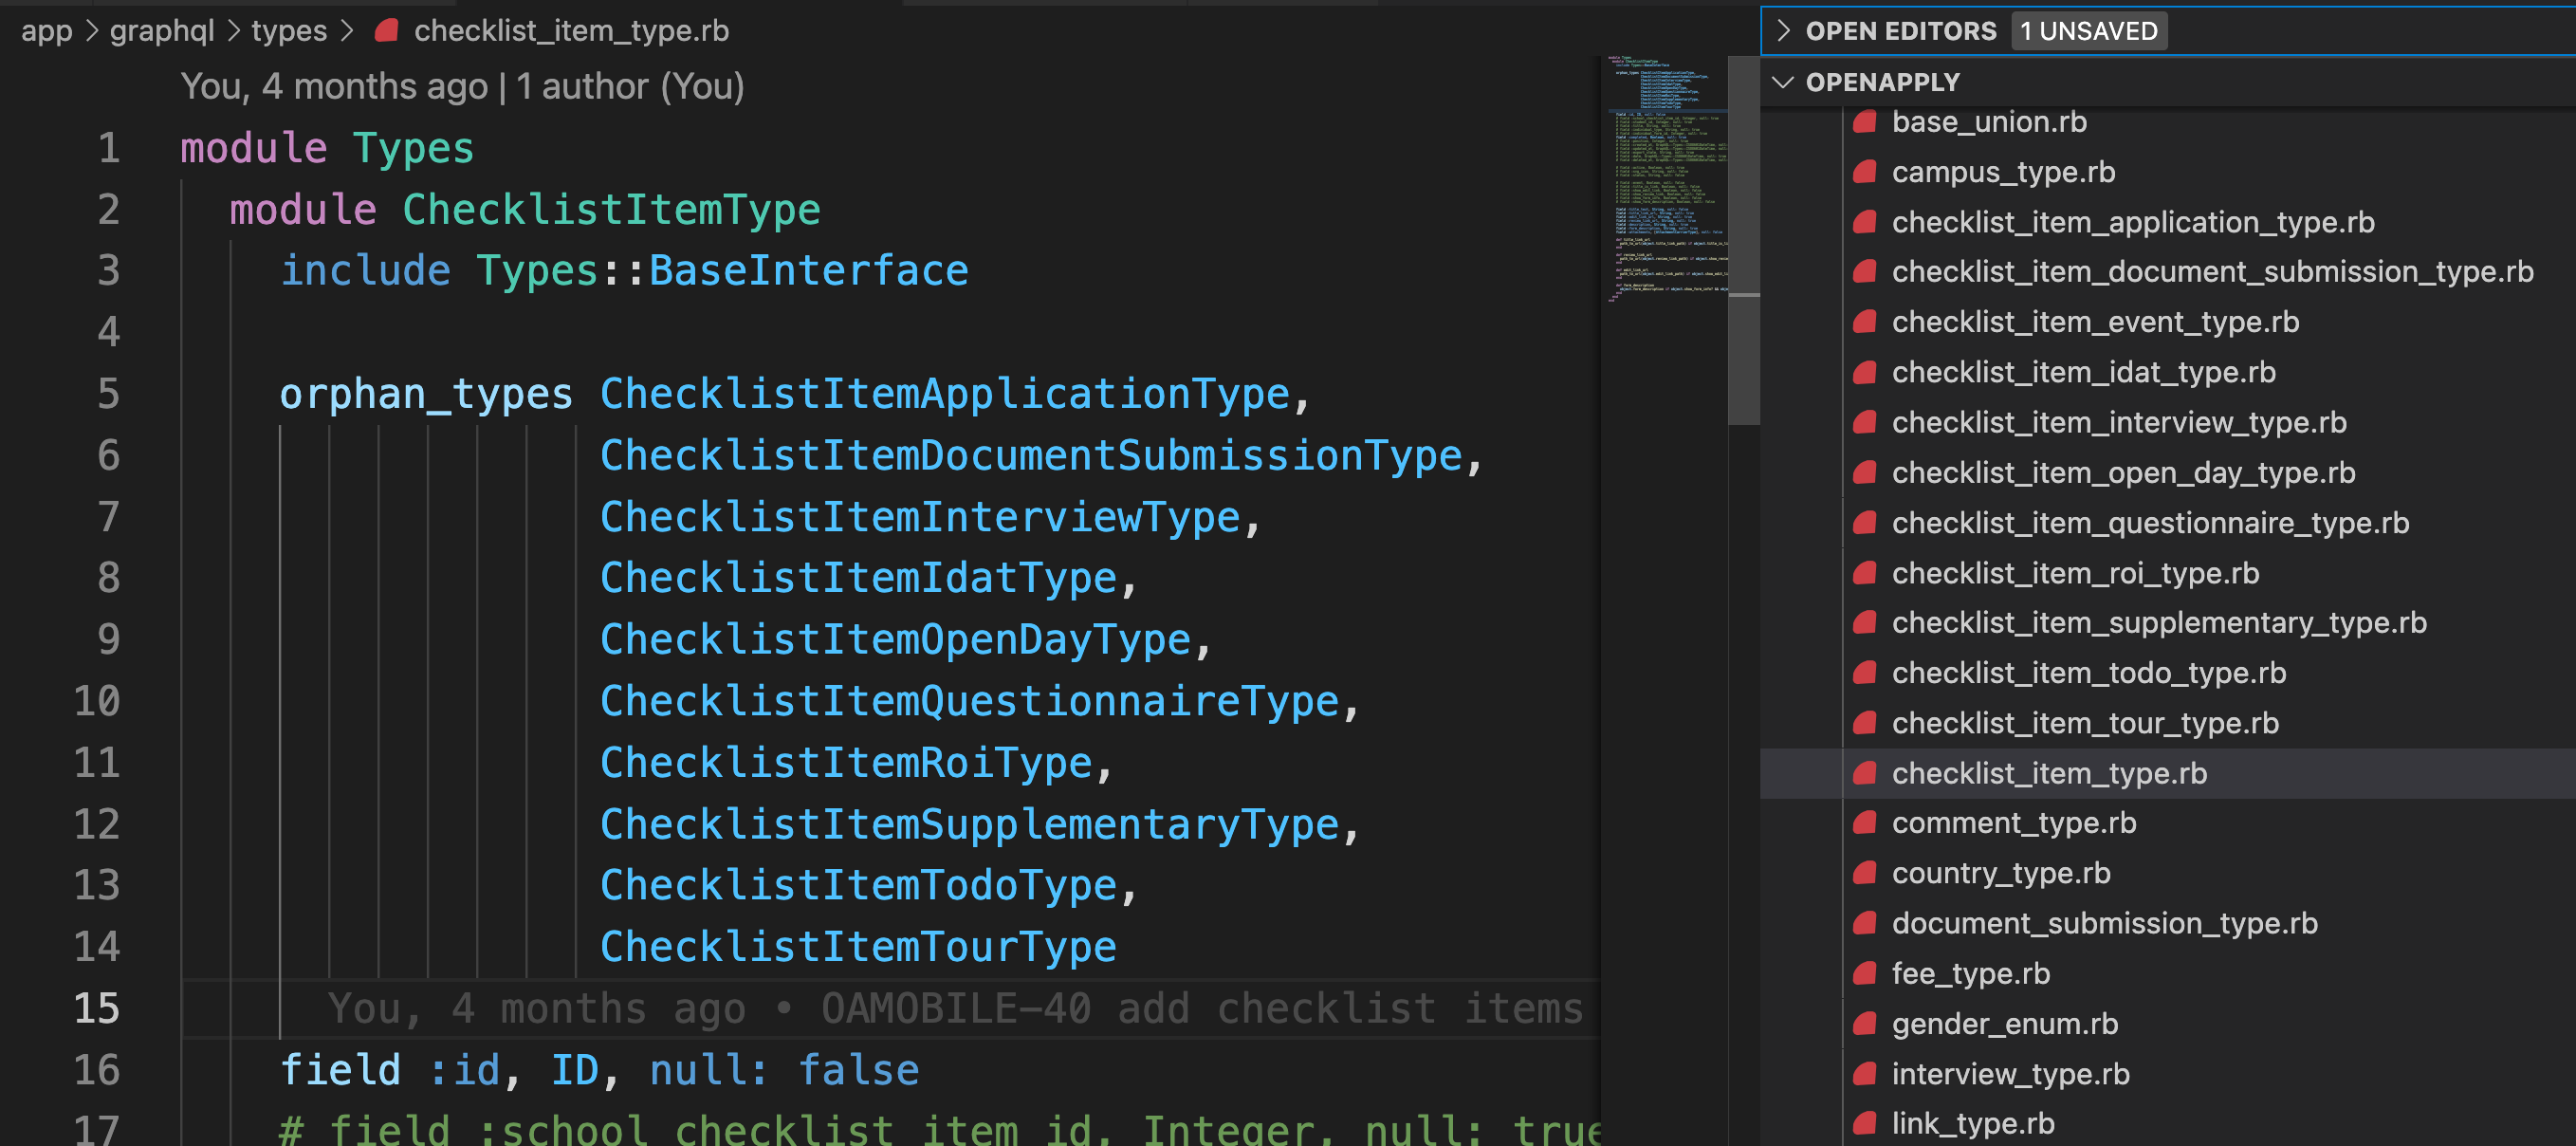 app > graphql > types > checklist_item_type.rb
You, 4 months ago | 1 author (You)
1 module Types
2 module ChecklistItemType
3 include Types::BaseInterface
4
5 orphan_types ChecklistItemApplicationType,
6 ChecklistItemDocumentSubmissionType,
7 ChecklistItemInterviewType,
8 ChecklistItemIdatType,
9 ChecklistItemOpenDayType,
10 ChecklistItemQuestionnaireType,
11 ChecklistItemRoiType,
12 ChecklistItemSupplementaryType,
13 ChecklistItemTodoType,
14 ChecklistItemTourType
15 You, 4 months ago • OAMOBILE-40 add checklist items
16 field :id, ID, null: false
17 # field :school_checklist_item_id, Integer, null: true
OPEN EDITORS 1 UNSAVED
OPENAPPLY
base_union.rb
campus_type.rb
checklist_item_application_type.rb
checklist_item_document_submission_type.rb
checklist_item_event_type.rb
checklist_item_idat_type.rb
checklist_item_interview_type.rb
checklist_item_open_day_type.rb
checklist_item_questionnaire_type.rb
checklist_item_roi_type.rb
checklist_item_supplementary_type.rb
checklist_item_todo_type.rb
checklist_item_tour_type.rb
checklist_item_type.rb
comment_type.rb
country_type.rb
document_submission_type.rb
fee_type.rb
gender_enum.rb
interview_type.rb
link_type.rb